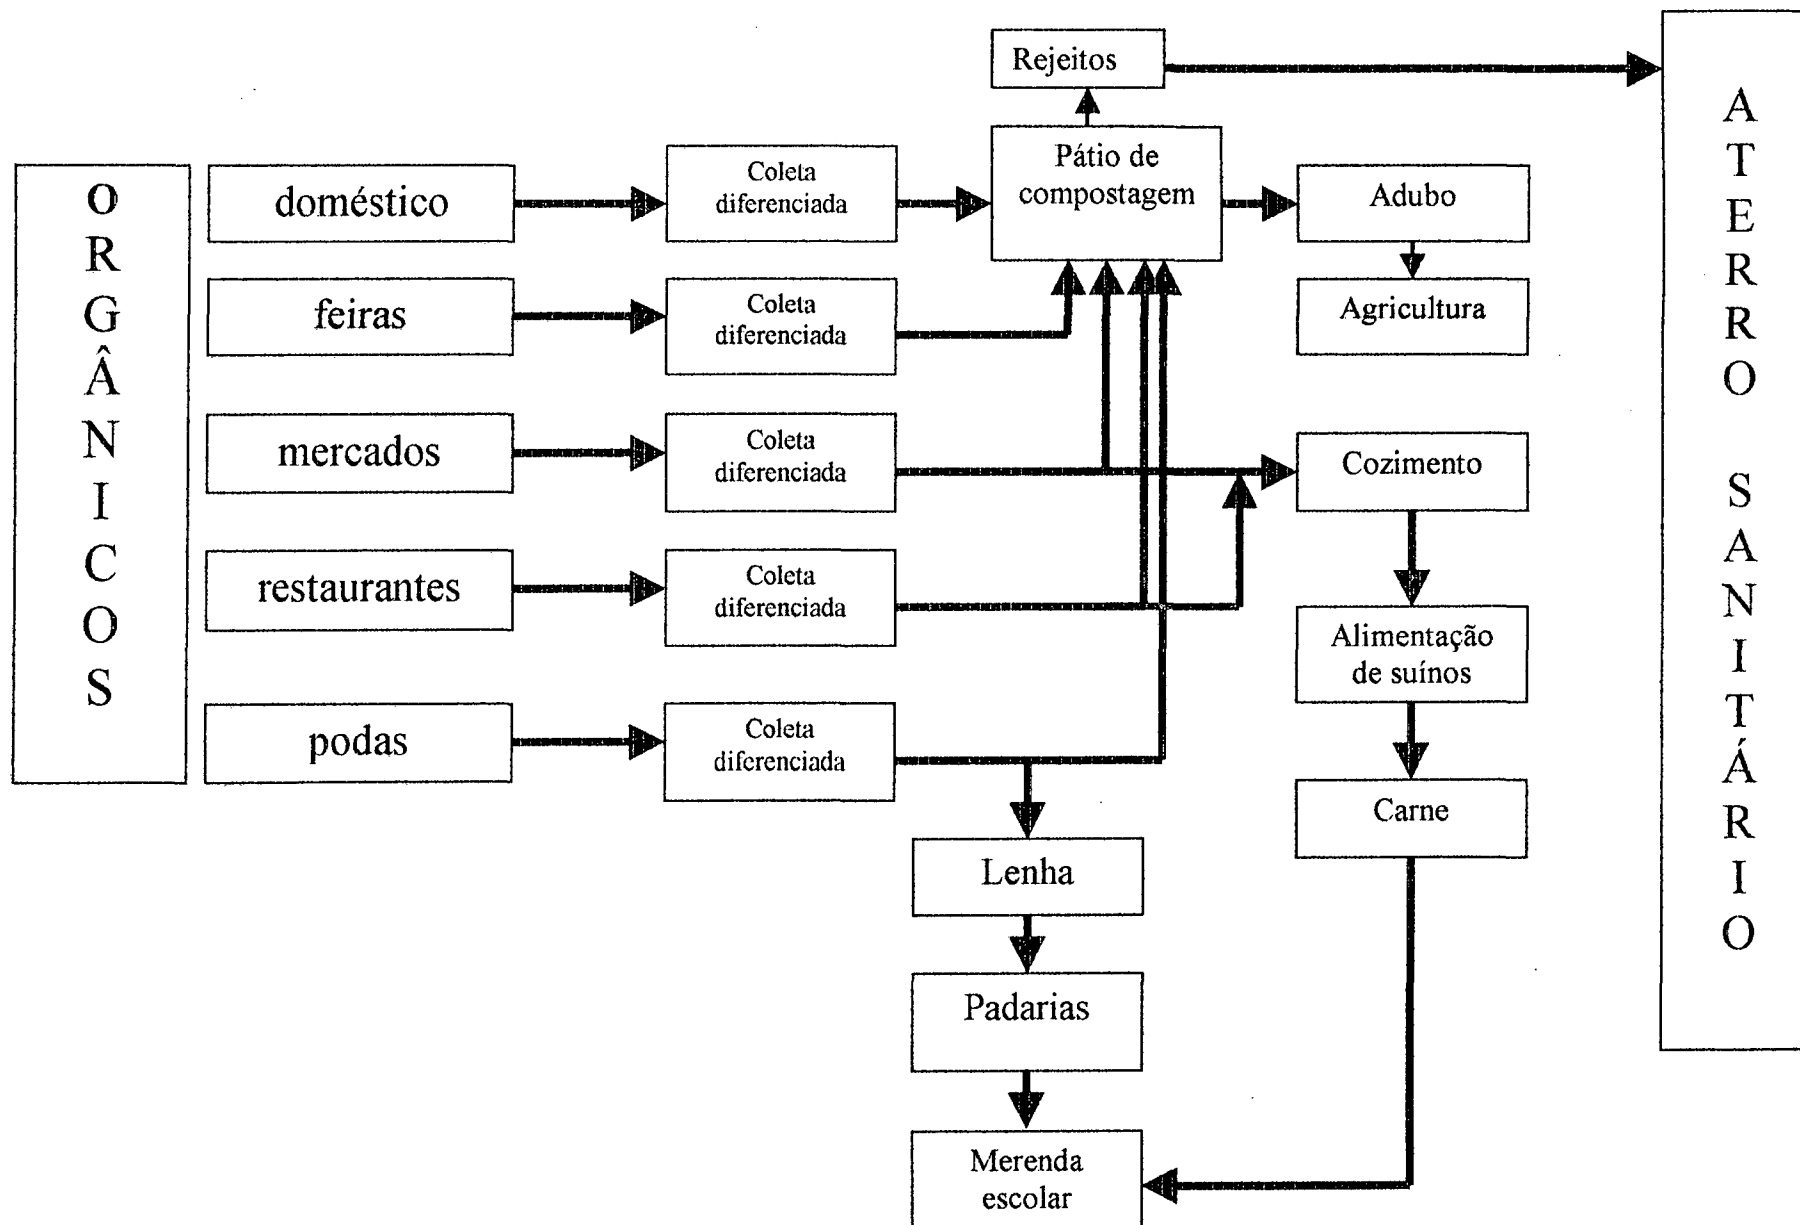 ORGÂNICOS
doméstico
feiras
mercados
restaurantes
podas
Coleta
diferenciada
Coleta
diferenciada
Coleta
diferenciada
Coleta
diferenciada
Coleta
diferenciada
Rejeitos
Pátio de
compostagem
Adubo
Agricultura
Cozimento
Alimentação
de suínos
Carne
Lenha
Padarias
Merenda
escolar
ATERRO SANITÁRIO